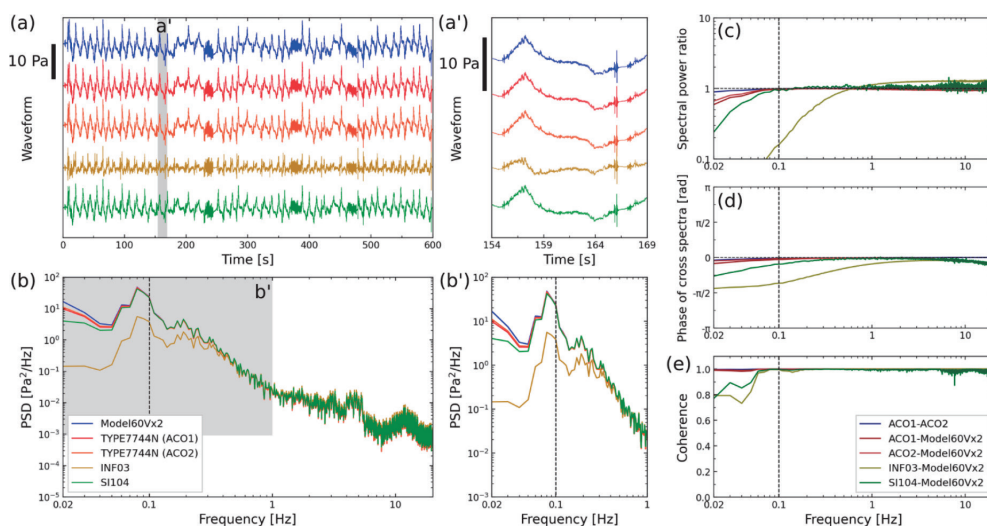 (a)
a'
10 Pa
Waveform
0 100 200 300 400 500 600
Time [s]
(a')
10 Pa
154 159 164 169
Time [s]
(b)
b'
PSD [Pa²/Hz]
10² 10¹ 10⁰ 10⁻¹ 10⁻² 10⁻³ 10⁻⁴ 10⁻⁵
Model60Vx2
TYPE7744N (ACO1)
TYPE7744N (ACO2)
INF03
SI104
0.02 0.1 1 10
Frequency [Hz]
(b')
PSD [Pa²/Hz]
10² 10¹ 10⁰ 10⁻¹ 10⁻² 10⁻³
0.02 0.1 1
Frequency [Hz]
(c)
Spectral power ratio
10 1 0.1
0.02 0.1 1 10
(d)
Phase of cross spectra [rad]
π π/2 0 -π/2 -π
0.02 0.1 1 10
(e)
Coherence
1.0 0.8 0.6 0.4 0.2 0.0
ACO1-ACO2
ACO1-Model60Vx2
ACO2-Model60Vx2
INF03-Model60Vx2
SI104-Model60Vx2
0.02 0.1 1 10
Frequency [Hz]